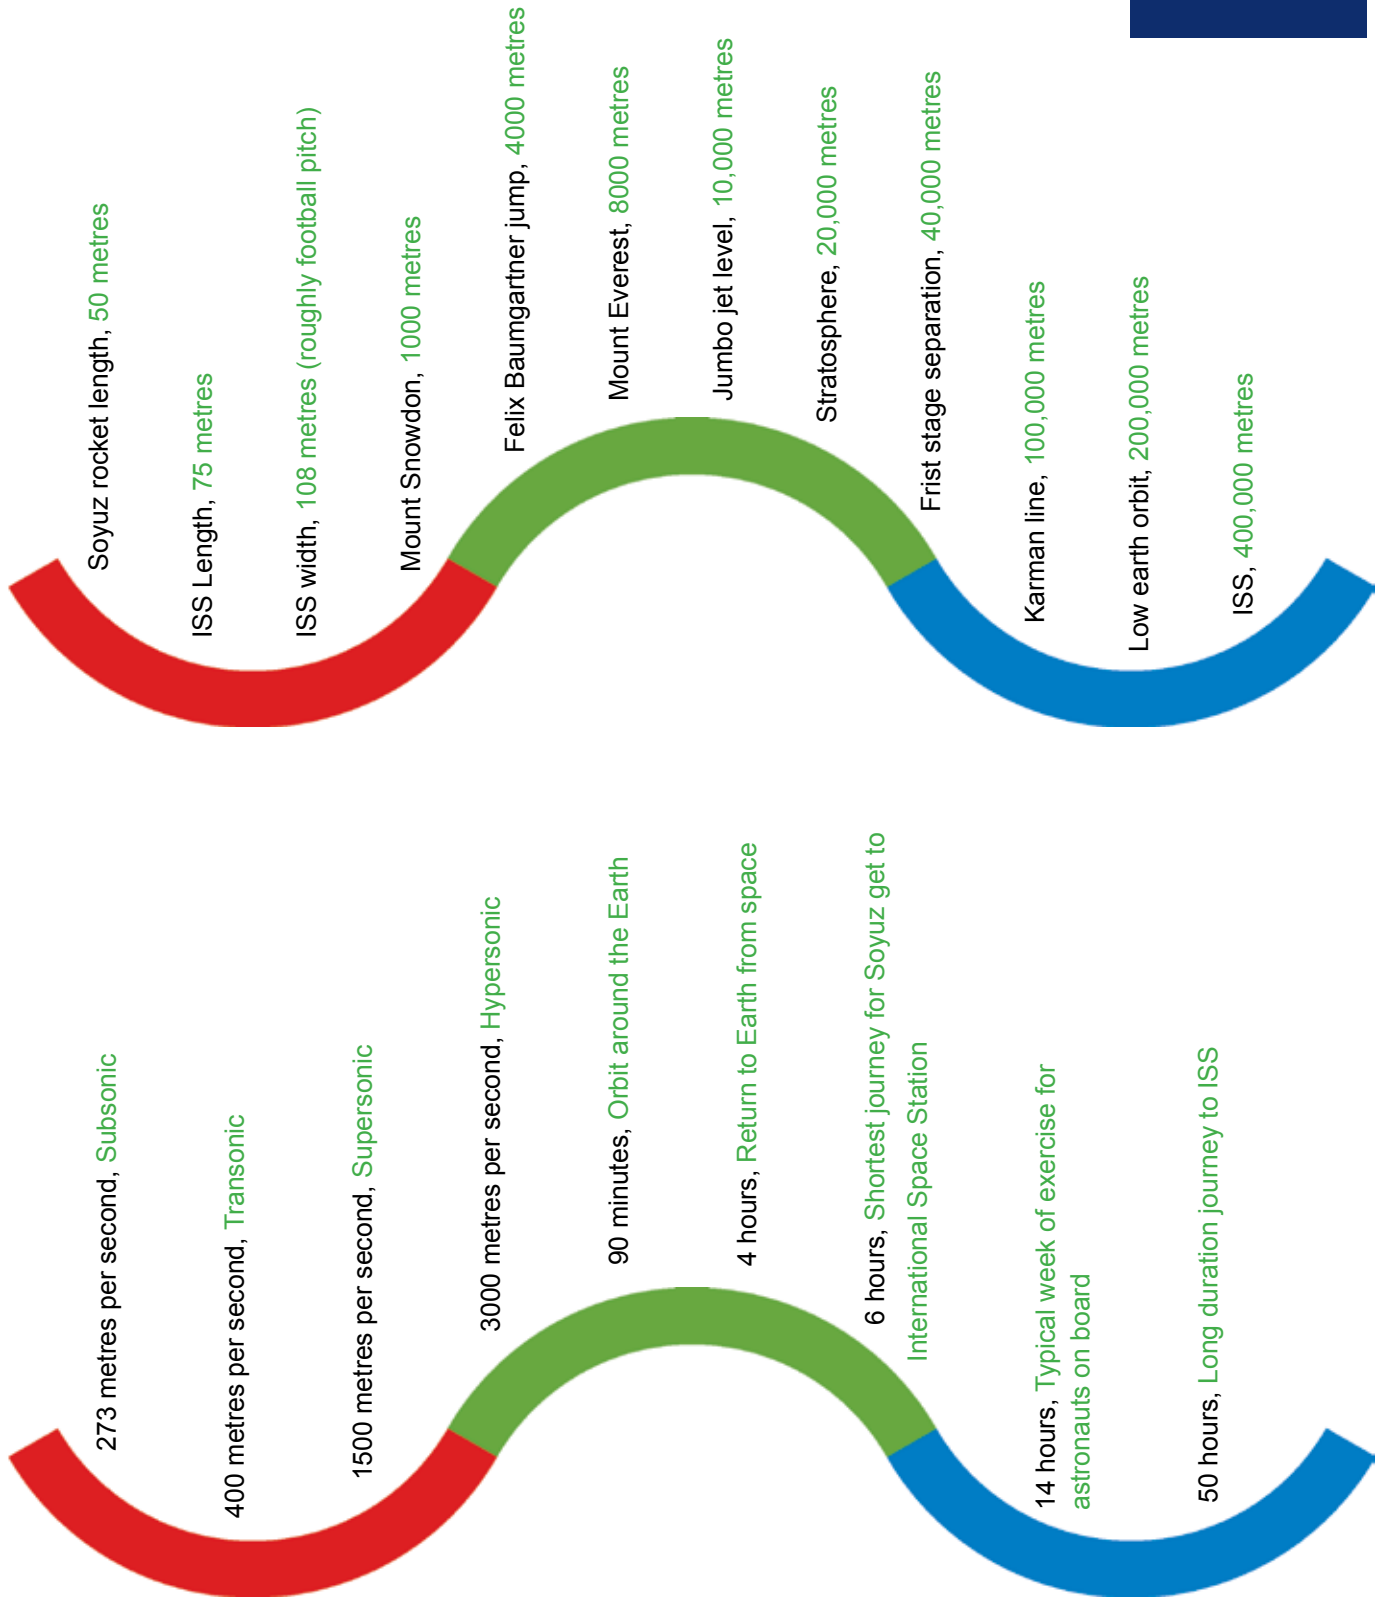 Soyuz rocket length, 50 metres
ISS Length, 75 metres
ISS width, 108 metres (roughly football pitch)
Mount Snowdon, 1000 metres
Felix Baumgartner jump, 4000 metres
Mount Everest, 8000 metres
Jumbo jet level, 10,000 metres
Stratosphere, 20,000 metres
Frist stage separation, 40,000 metres
Karman line, 100,000 metres
Low earth orbit, 200,000 metres
ISS, 400,000 metres
273 metres per second, Subsonic
400 metres per second, Transonic
1500 metres per second, Supersonic
3000 metres per second, Hypersonic
90 minutes, Orbit around the Earth
4 hours, Return to Earth from space
6 hours, Shortest journey for Soyuz get to
International Space Station
14 hours, Typical week of exercise for
astronauts on board
50 hours, Long duration journey to ISS